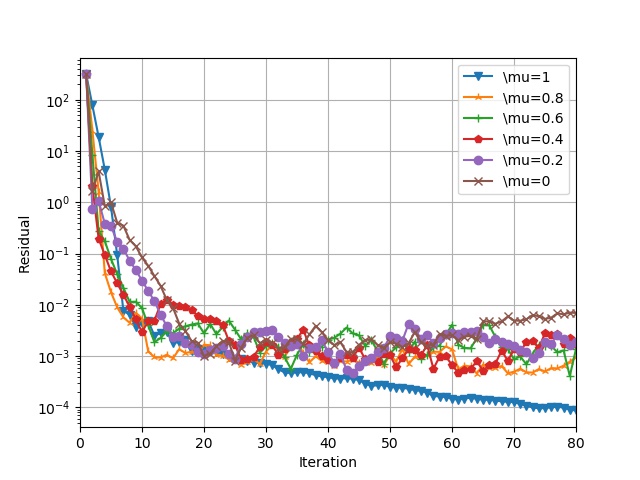 \mu=1
\mu=0.8
\mu=0.6
\mu=0.4
\mu=0.2
\mu=0
Residual
10²
10¹
10⁰
10⁻¹
10⁻²
10⁻³
10⁻⁴
0 10 20 30 40 50 60 70 80
Iteration